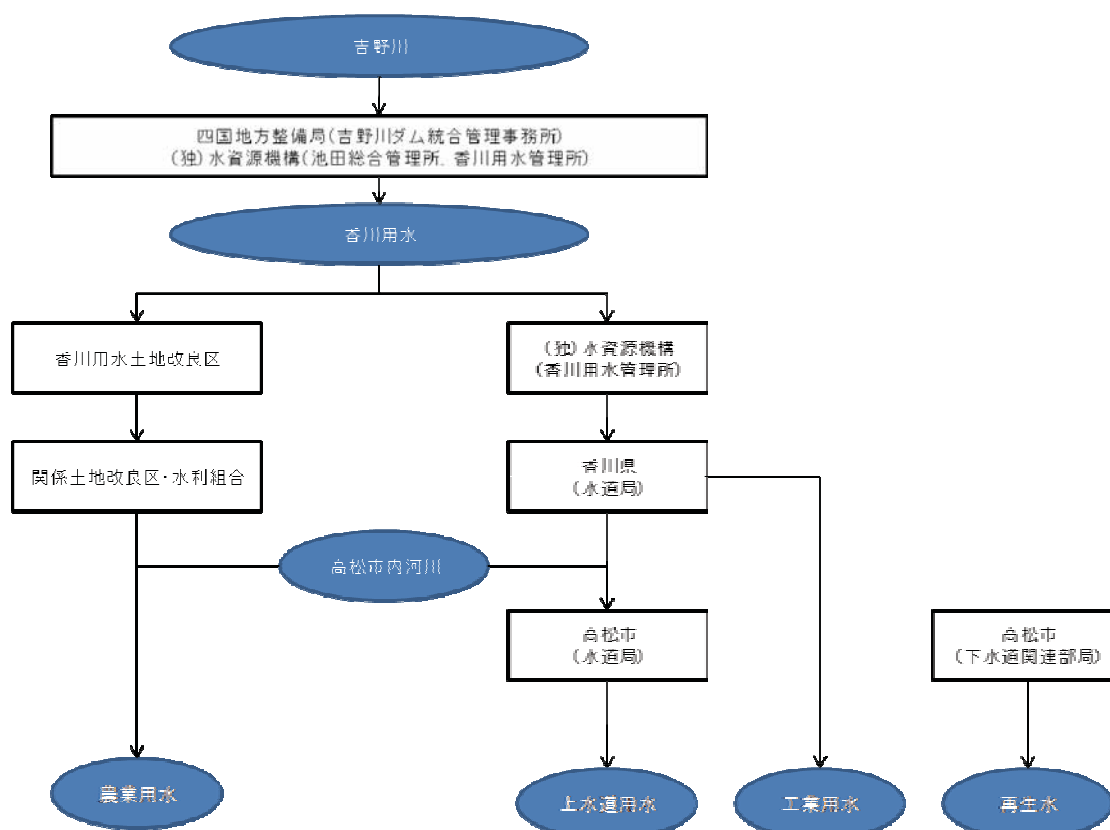 吉野川
四国地方整備局(吉野川ダム統合管理事務所)
(独)水資源機構(池田総合管理所、香川用水管理所)
香川用水
香川用水土地改良区
(独)水資源機構
(香川用水管理所)
関係土地改良区・水利組合
香川県
(水道局)
高松市内河川
高松市
(水道局)
高松市
(下水道関連部局)
農業用水
上水道用水
工業用水
再生水